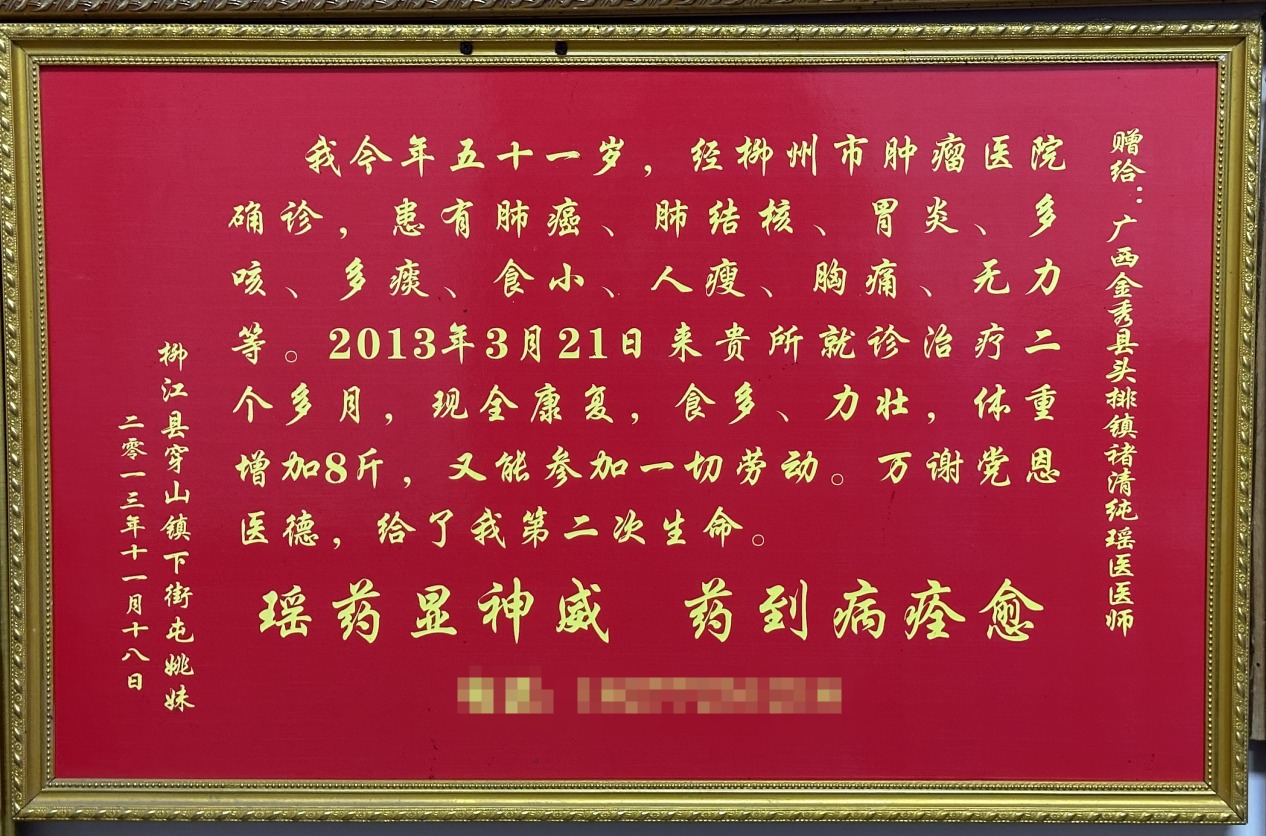 赠给：广西金秀县头排镇诸清纯瑶医医师
我今年五十一岁，经柳州市肿瘤医院
确诊，患有肺癌、肺结核、胃炎、多
咳、多痰、食小、人瘦、胸痛、无力
等。2013年3月21日来贵所就诊治疗二
个多月，现全康复，食多、力壮，体重
增加8斤，又能参加一切劳动。万谢党恩
医德，给了我第二次生命。
瑶药显神威 药到病痊愈
柳江县穿山镇下街屯姚妹
二零一三年十一月十八日